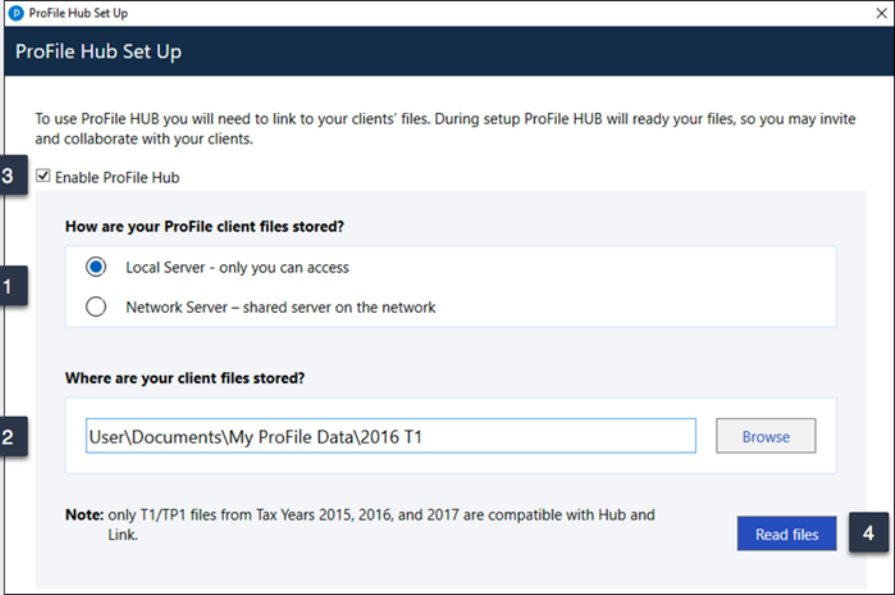 ProFile Hub Set Up
ProFile Hub Set Up
To use ProFile HUB you will need to link to your clients' files. During setup ProFile HUB will ready your files, so you may invite
and collaborate with your clients.
3 Enable ProFile Hub
How are your ProFile client files stored?
Local Server - only you can access
1
Network Server – shared server on the network
Where are your client files stored?
2 User\Documents\My ProFile Data\2016 T1 Browse
Note: only T1/TP1 files from Tax Years 2015, 2016, and 2017 are compatible with Hub and
Link.
Read files 4